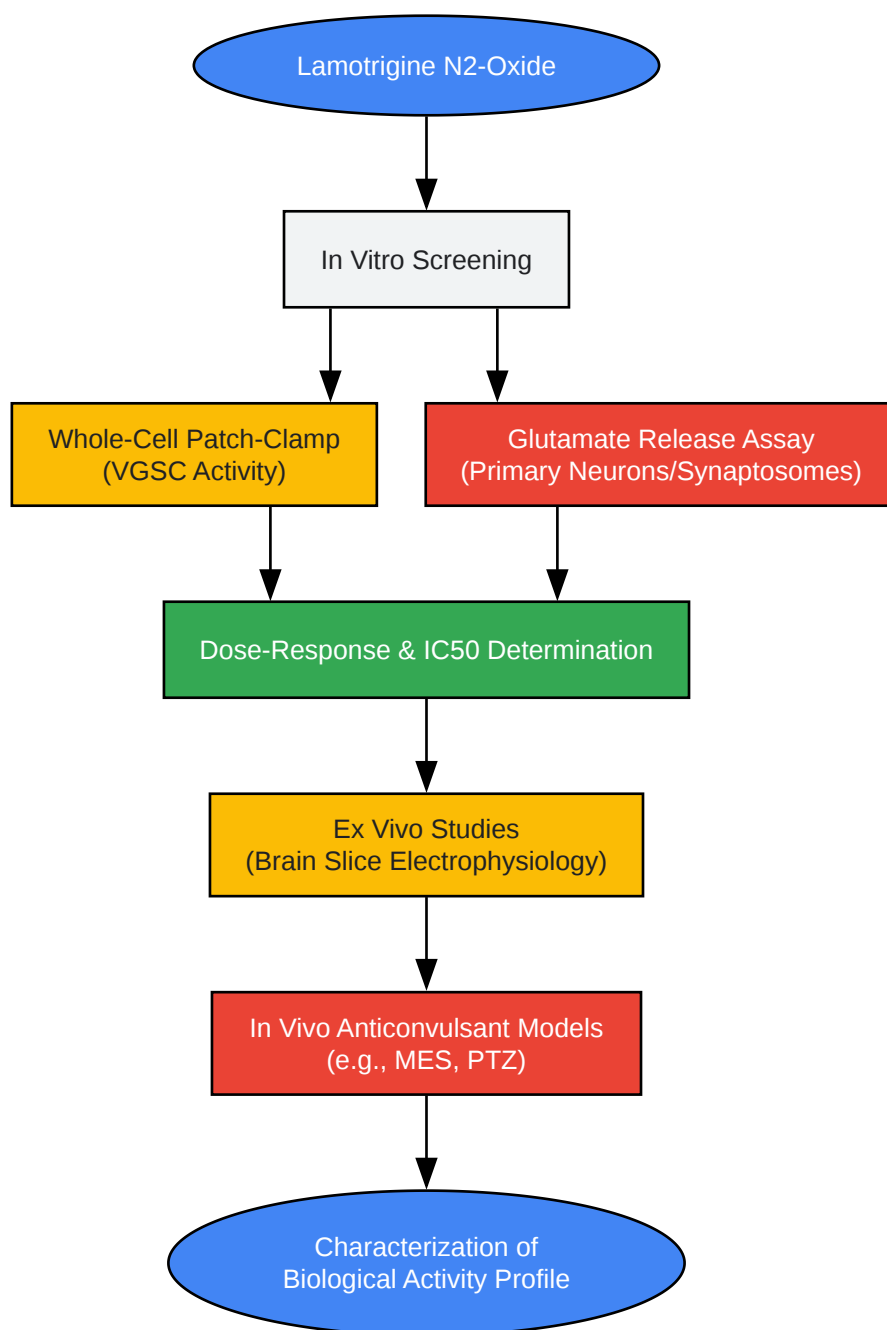 Lamotrigine N2-Oxide
In Vitro Screening
Whole-Cell Patch-Clamp
(VGSC Activity)
Glutamate Release Assay
(Primary Neurons/Synaptosomes)
Dose-Response & IC50 Determination
Ex Vivo Studies
(Brain Slice Electrophysiology)
In Vivo Anticonvulsant Models
(e.g., MES, PTZ)
Characterization of
Biological Activity Profile